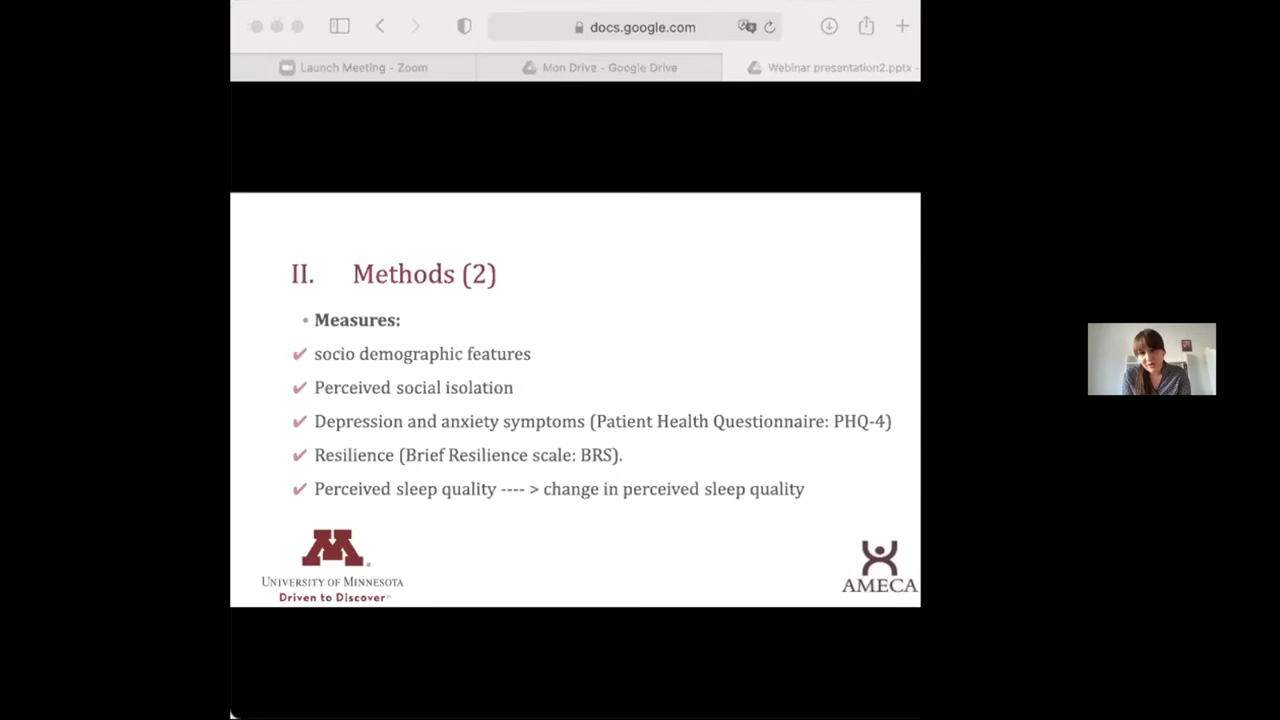 docs.google.com
Launch Meeting - Zoom
Mon Drive - Google Drive
Webinar presentation2.pptx -
II. Methods (2)
• Measures:
✔ socio demographic features
✔ Perceived social isolation
✔ Depression and anxiety symptoms (Patient Health Questionnaire: PHQ-4)
✔ Resilience (Brief Resilience scale: BRS).
✔ Perceived sleep quality ---- > change in perceived sleep quality
M
UNIVERSITY OF MINNESOTA
Driven to Discover
AMECA